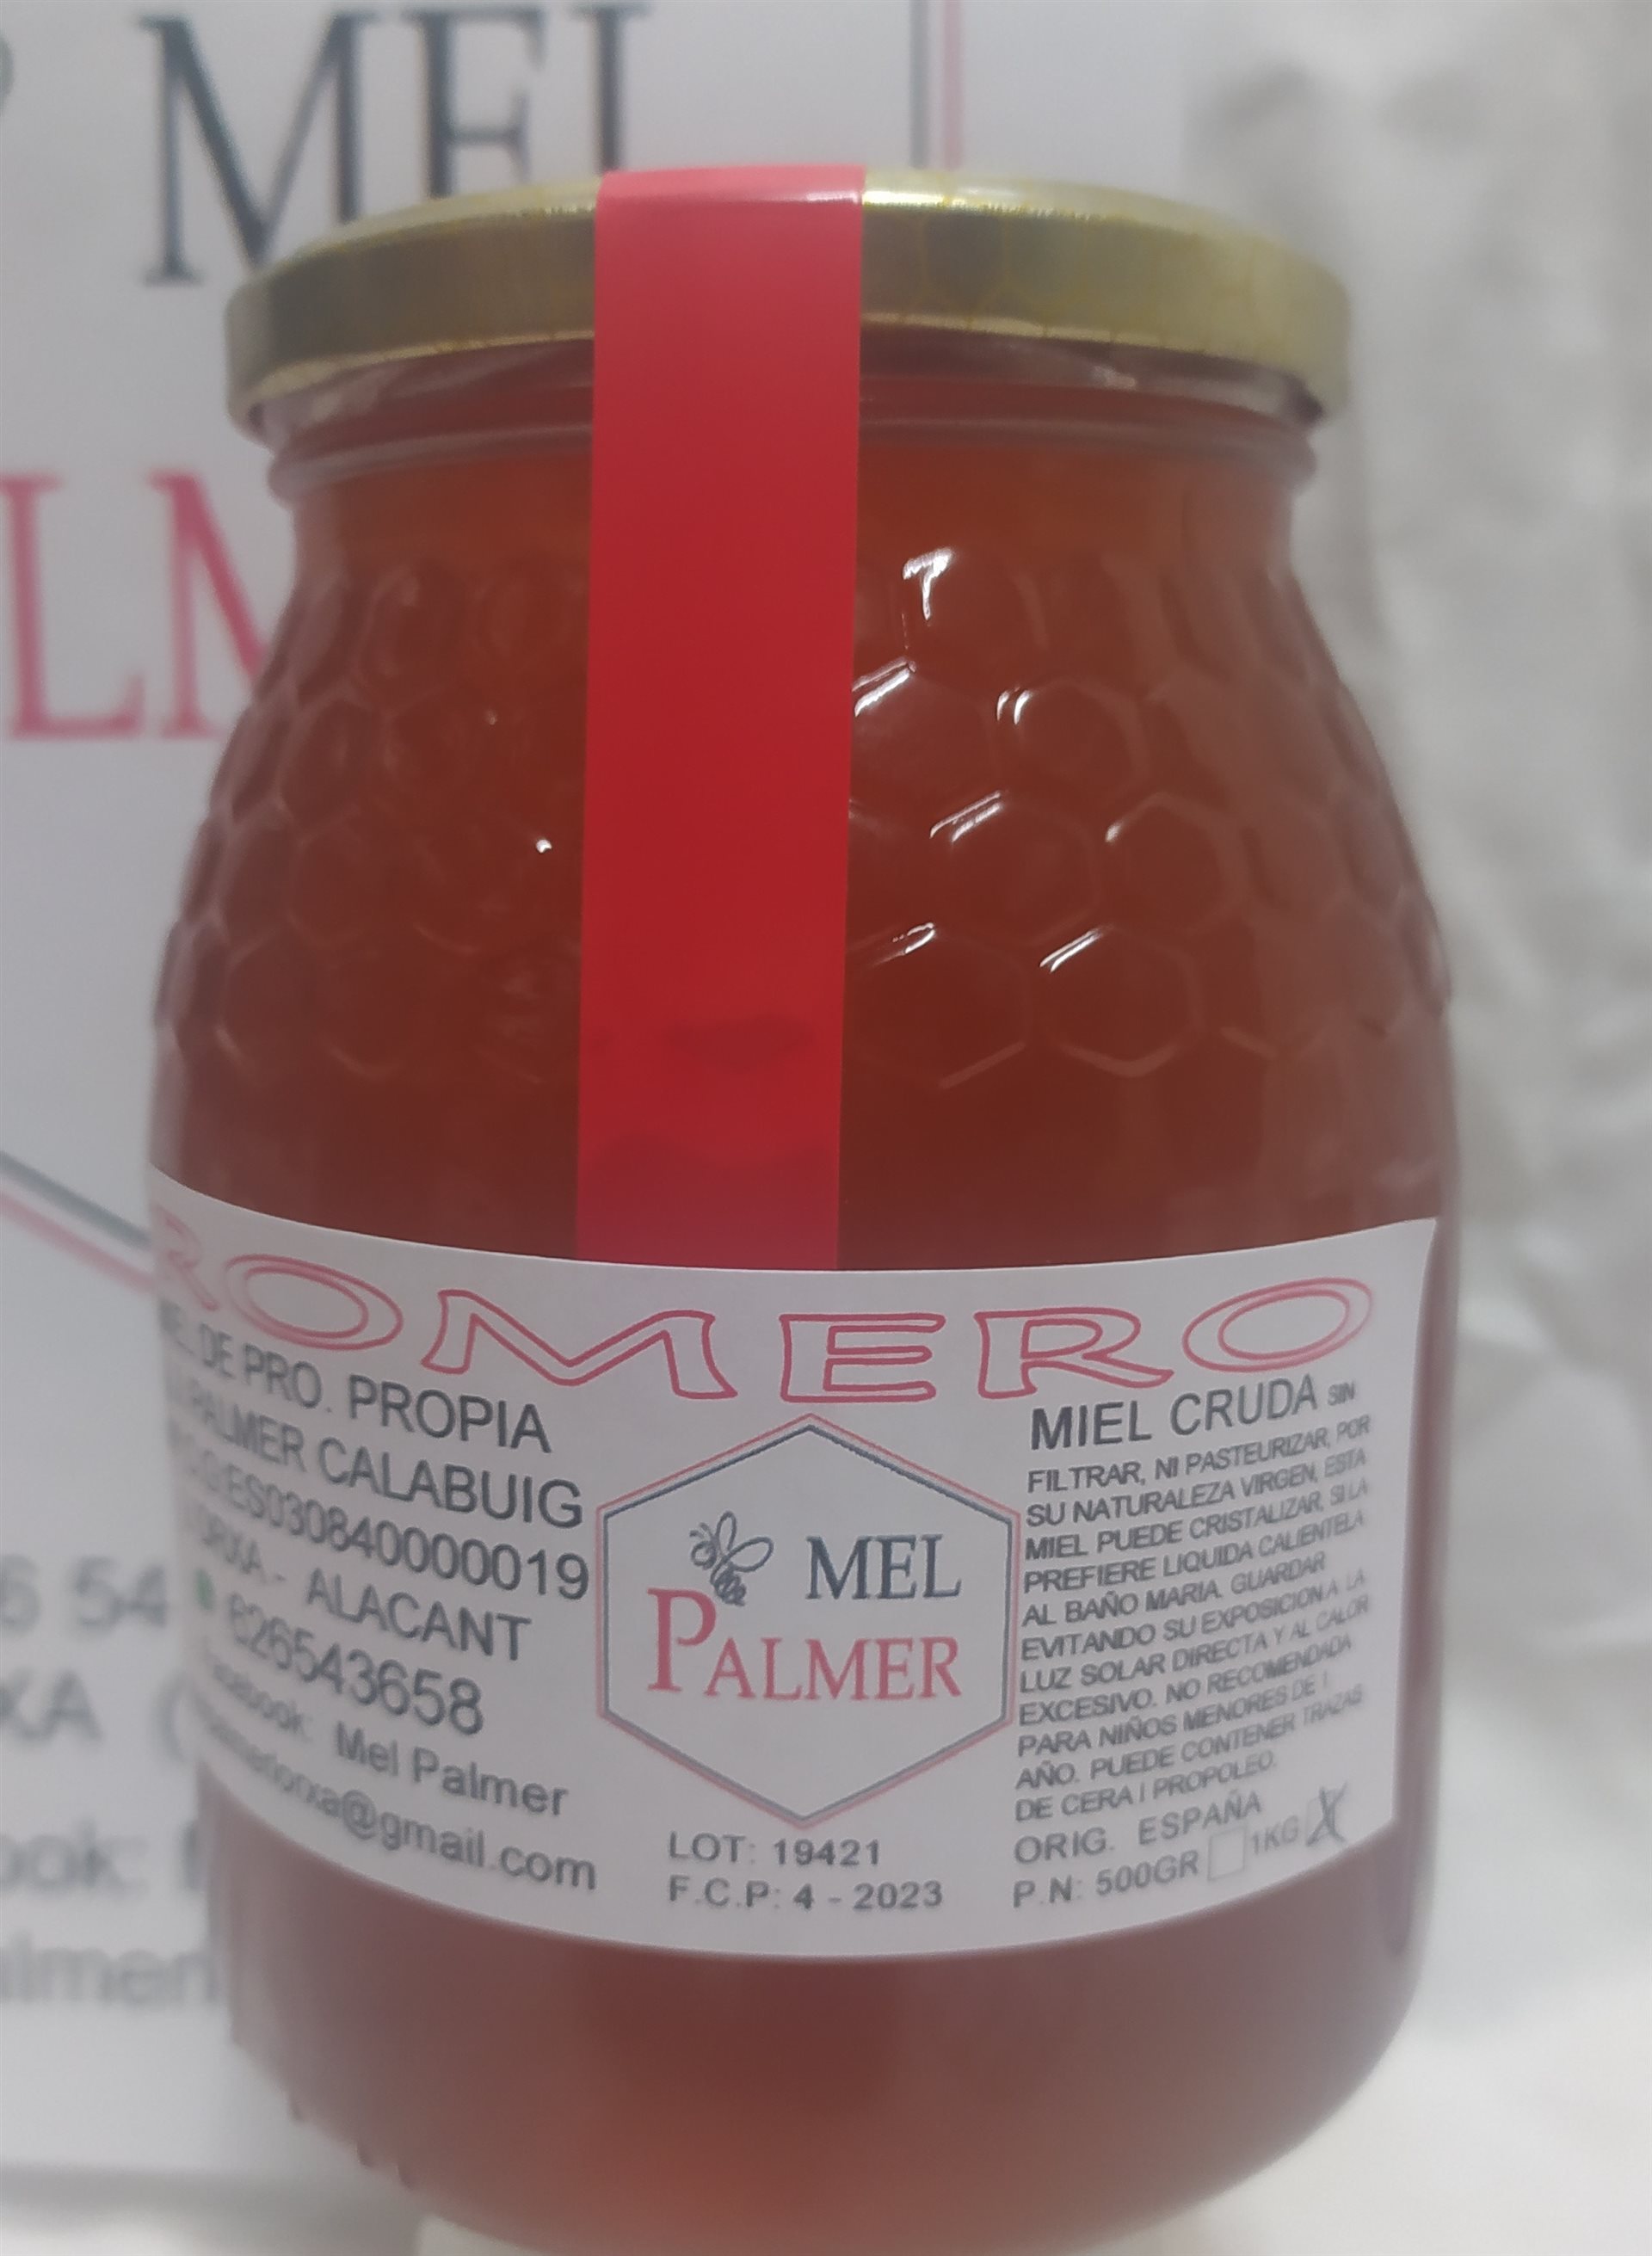 MEL
ROMERO
DE PRO. PROPIA
PALMER CALABUIG
ES030840000019
ALACANT
626543658
Facebook: Mel Palmer
@gmail.com
MEL
PALMER
LOT: 19421
F.C.P: 4 - 2023
MIEL CRUDA SIN
FILTRAR, NI PASTEURIZAR, POR
SU NATURALEZA VIRGEN, ESTA
MIEL PUEDE CRISTALIZAR, SI LA
PREFIERE LIQUIDA CALIENTELA
AL BAÑO MARIA. GUARDAR
EVITANDO SU EXPOSICION A LA
LUZ SOLAR DIRECTA Y AL CALOR
EXCESIVO. NO RECOMENDADA
PARA NIÑOS MENORES DE 1
AÑO. PUEDE CONTENER TRAZAS
DE CERA I PROPOLEO.
ORIG. ESPAÑA
P.N: 500GR 1KG X